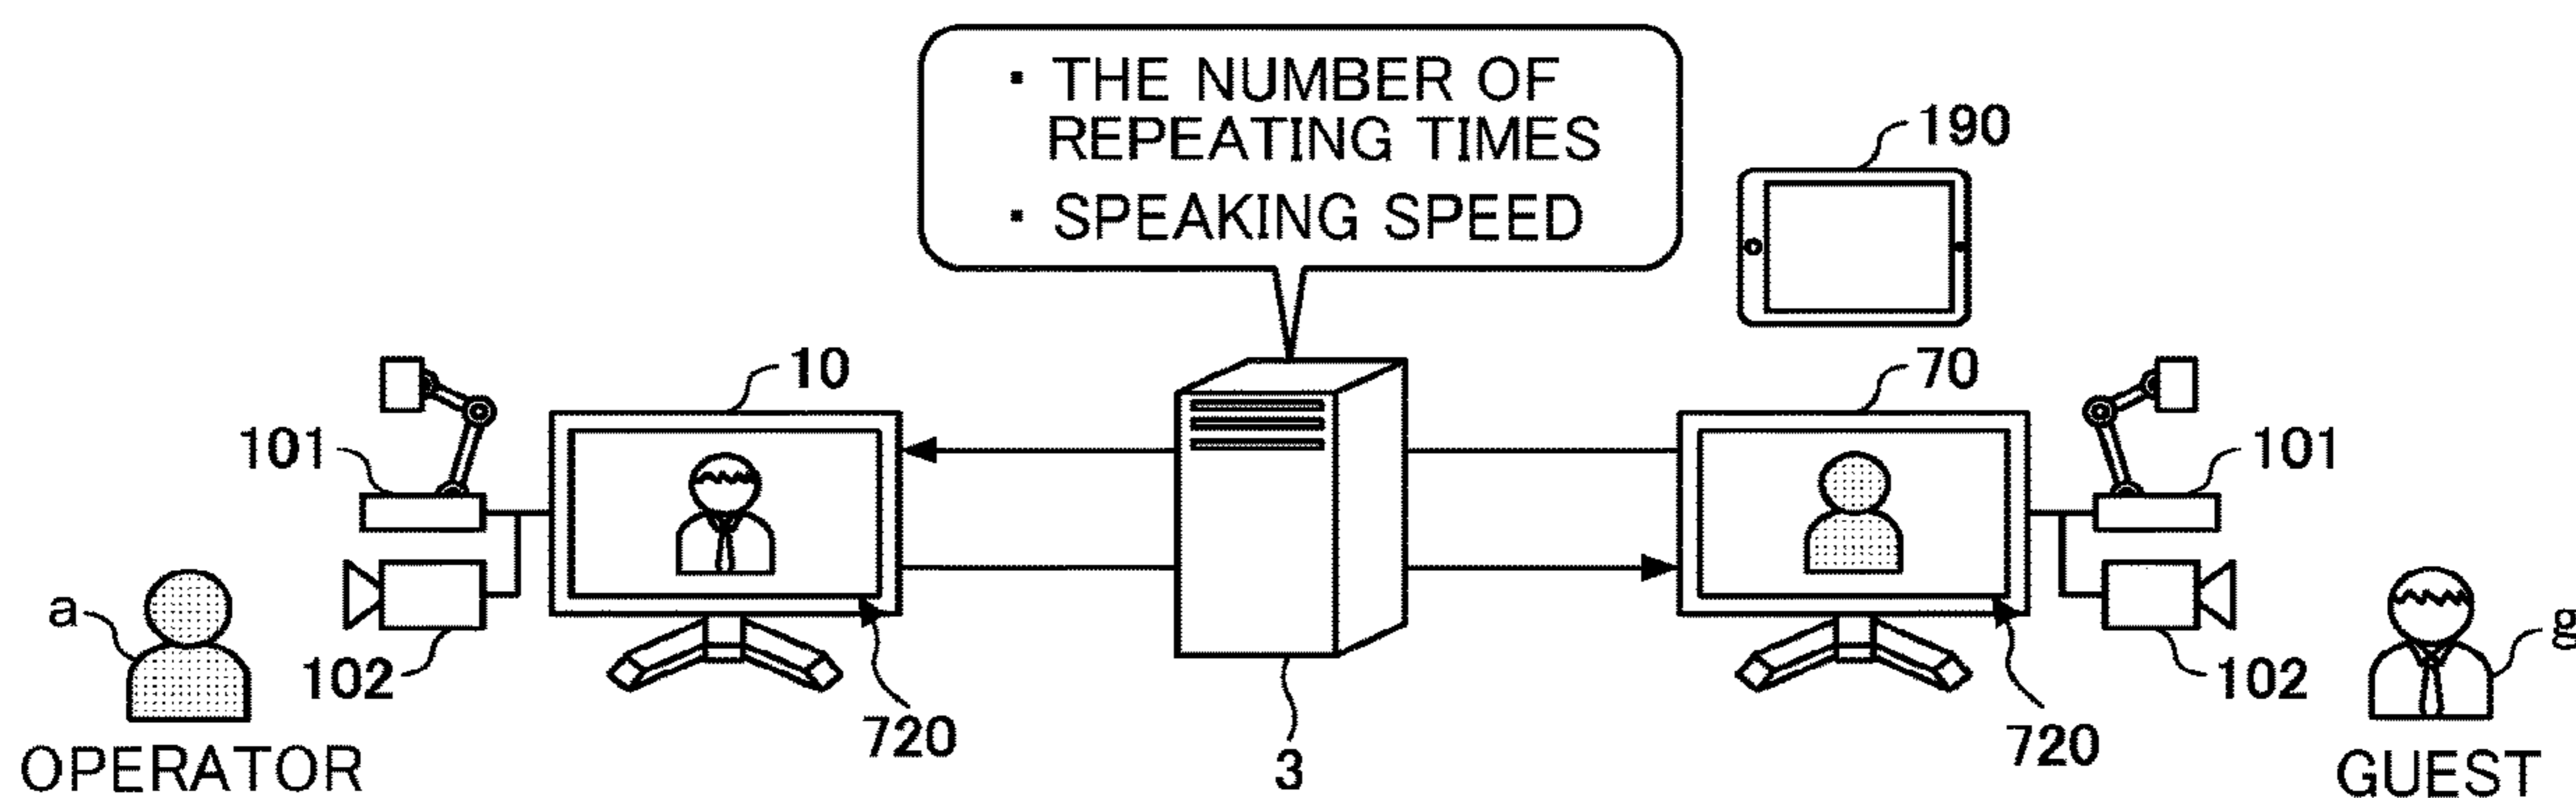 · THE NUMBER OF
REPEATING TIMES
· SPEAKING SPEED
190
10
70
101
101
a
102
720
3
720
102
g
OPERATOR
GUEST